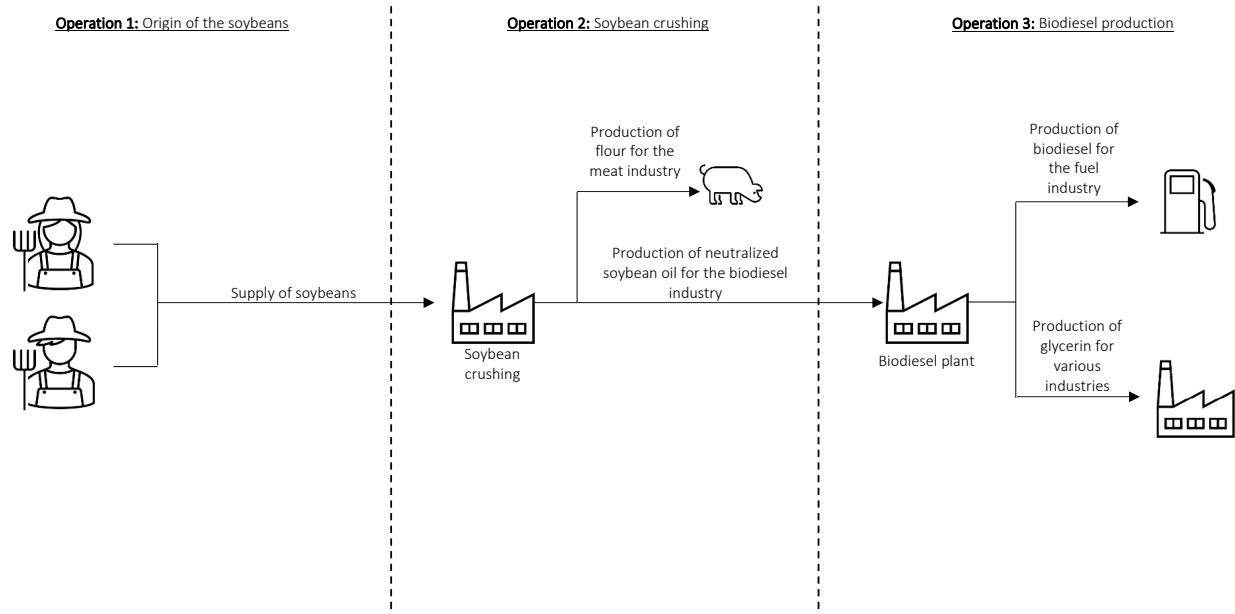 Operation 1: Origin of the soybeans
Operation 2: Soybean crushing
Operation 3: Biodiesel production
Supply of soybeans
Production of
flour for the
meat industry
Production of neutralized
soybean oil for the biodiesel
industry
Soybean
crushing
Production of
biodiesel for
the fuel
industry
Biodiesel plant
Production of
glycerin for
various
industries